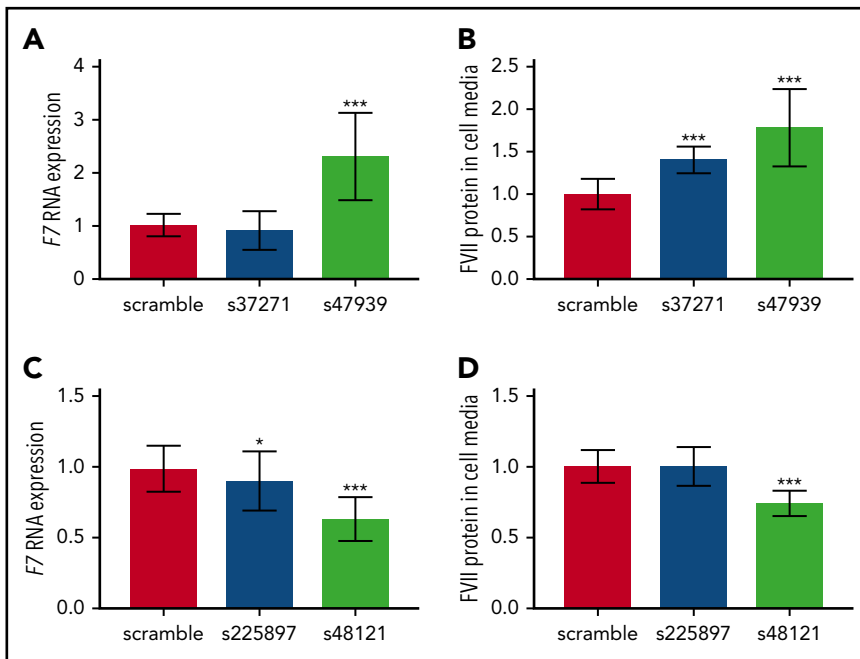 A
F7 RNA expression
4
3
2
1
0
***
scramble s37271 s47939
B
FVII protein in cell media
2.5
2.0
1.5
1.0
0.5
0.0
***
***
scramble s37271 s47939
C
F7 RNA expression
1.5
1.0
0.5
0.0
*
***
scramble s225897 s48121
D
FVII protein in cell media
1.5
1.0
0.5
0.0
***
scramble s225897 s48121